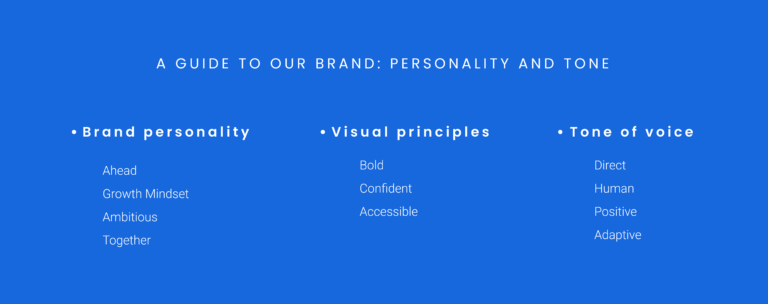 A GUIDE TO OUR BRAND: PERSONALITY AND TONE
• Brand personality
Ahead
Growth Mindset
Ambitious
Together
• Visual principles
Bold
Confident
Accessible
• Tone of voice
Direct
Human
Positive
Adaptive